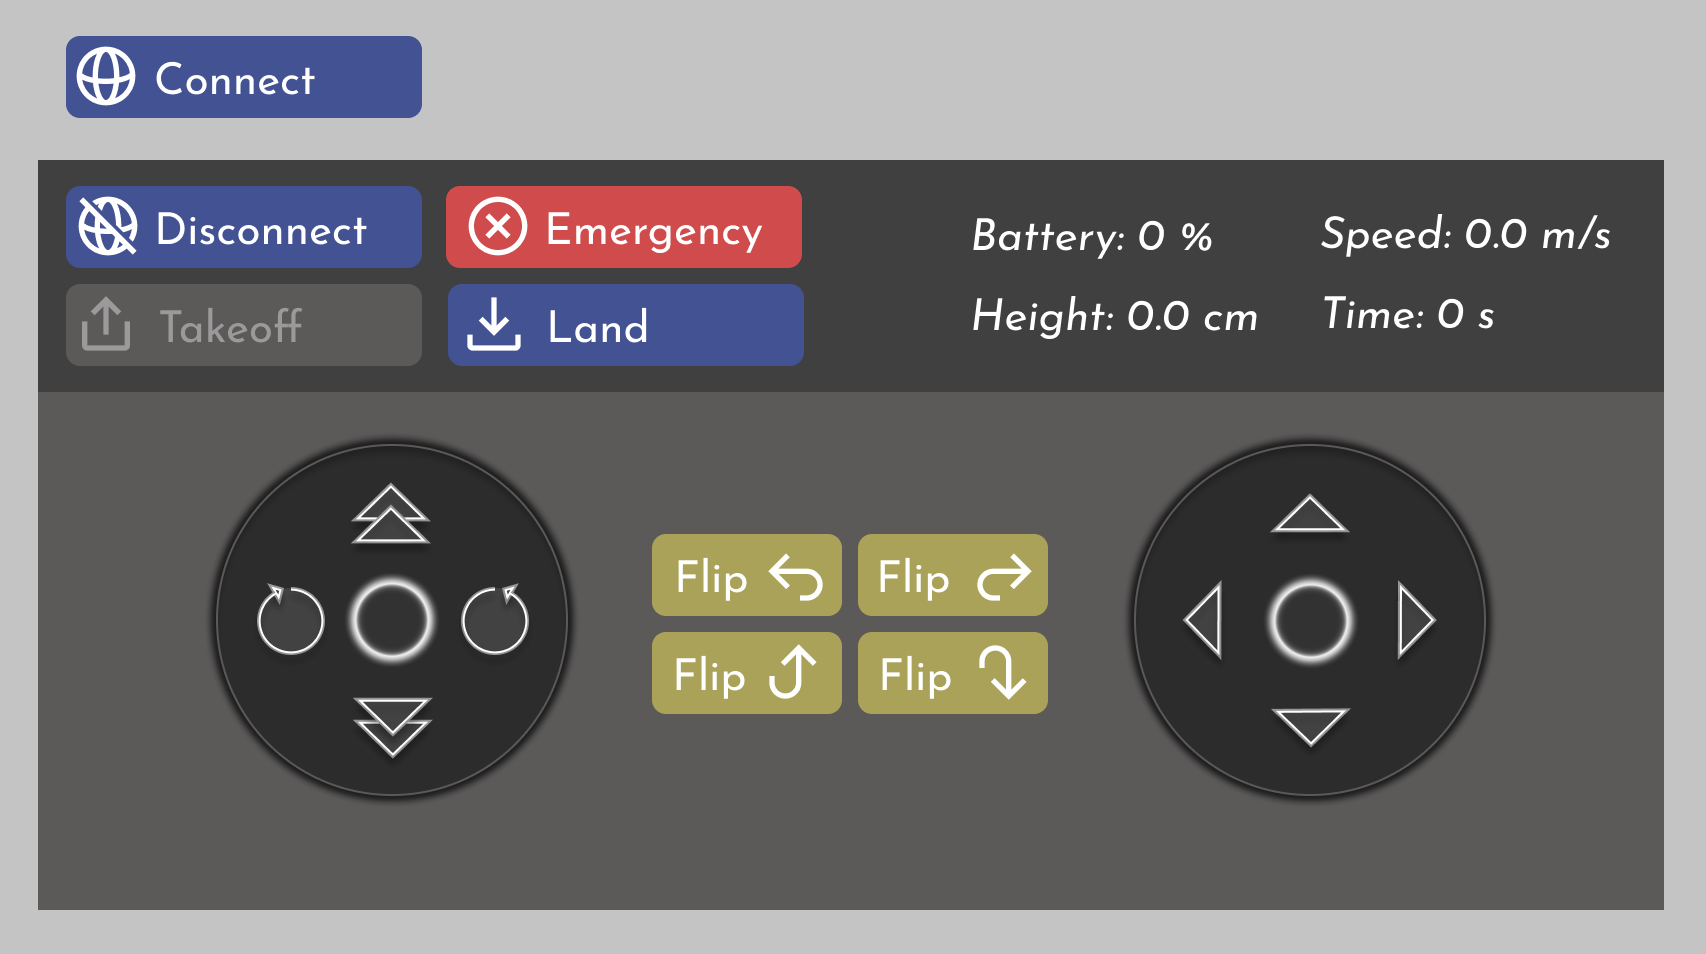 Connect
Disconnect
Emergency
Battery: 0 %
Speed: 0.0 m/s
Takeoff
Land
Height: 0.0 cm
Time: 0 s
Flip
Flip
Flip
Flip